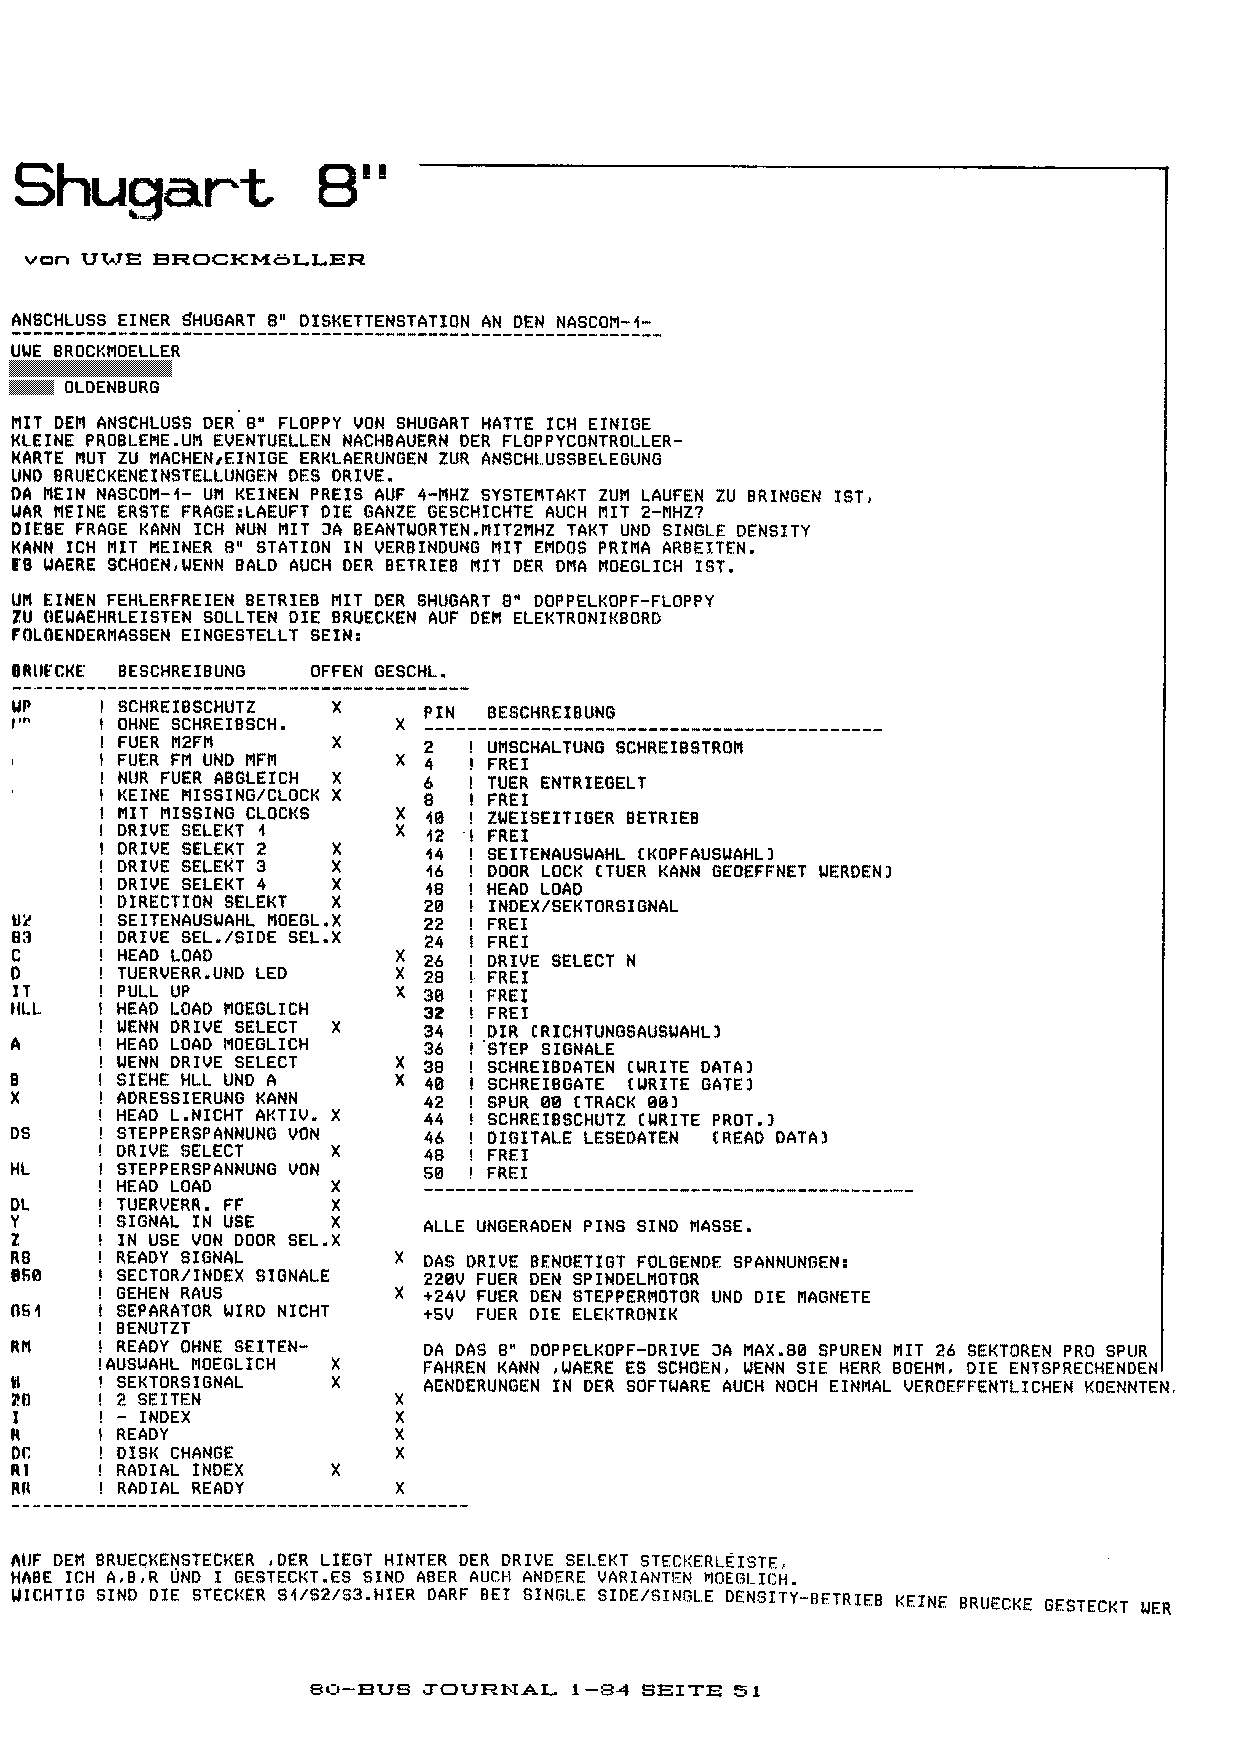 Shugart 8"
von UWE BROCKMöLLER
ANSCHLUSS EINER SHUGART 8" DISKETTENSTATION AN DEN NASCOM-1-
UWE BROCKMOELLER
OLDENBURG
MIT DEM ANSCHLUSS DER 8" FLOPPY VON SHUGART HATTE ICH EINIGE
KLEINE PROBLEME.UM EVENTUELLEN NACHBAUERN DER FLOPPYCONTROLLER-
KARTE MUT ZU MACHEN,EINIGE ERKLAERUNGEN ZUR ANSCHLUSSBELEGUNG
UND BRUECKENEINSTELLUNGEN DES DRIVE.
DA MEIN NASCOM-1- UM KEINEN PREIS AUF 4-MHZ SYSTEMTAKT ZUM LAUFEN ZU BRINGEN IST,
WAR MEINE ERSTE FRAGE:LAEUFT DIE GANZE GESCHICHTE AUCH MIT 2-MHZ?
DIESE FRAGE KANN ICH NUN MIT JA BEANTWORTEN.MIT2MHZ TAKT UND SINGLE DENSITY
KANN ICH MIT MEINER 8" STATION IN VERBINDUNG MIT EMDOS PRIMA ARBEITEN.
ES WAERE SCHOEN,WENN BALD AUCH DER BETRIEB MIT DER DMA MOEGLICH IST.
UM EINEN FEHLERFREIEN BETRIEB MIT DER SHUGART 8" DOPPELKOPF-FLOPPY
ZU GEWAEHRLEISTEN SOLLTEN DIE BRUECKEN AUF DEM ELEKTRONIKBORD
FOLGENDERMASSEN EINGESTELLT SEIN:
BRUECKE BESCHREIBUNG OFFEN GESCHL.
WP ! SCHREIBSCHUTZ X
! OHNE SCHREIBSCH. X
! FUER M2FM X
! FUER FM UND MFM X
! NUR FUER ABGLEICH X
! KEINE MISSING/CLOCK X
! MIT MISSING CLOCKS X
! DRIVE SELEKT 1 X
! DRIVE SELEKT 2 X
! DRIVE SELEKT 3 X
! DRIVE SELEKT 4 X
! DIRECTION SELEKT X
! SEITENAUSWAHL MOEGL.X
! DRIVE SEL./SIDE SEL.X
C ! HEAD LOAD X
D ! TUERVERR.UND LED X
IT ! PULL UP X
HLL ! HEAD LOAD MOEGLICH
! WENN DRIVE SELECT X
A ! HEAD LOAD MOEGLICH
! WENN DRIVE SELECT X
B ! SIEHE HLL UND A X
X ! ADRESSIERUNG KANN
! HEAD L.NICHT AKTIV. X
DS ! STEPPERSPANNUNG VON
! DRIVE SELECT X
HL ! STEPPERSPANNUNG VON
! HEAD LOAD X
DL ! TUERVERR. FF X
Y ! SIGNAL IN USE X
Z ! IN USE VON DOOR SEL.X
RS ! READY SIGNAL X
! SECTOR/INDEX SIGNALE
! GEHEN RAUS X
! SEPARATOR WIRD NICHT
! BENUTZT
RM ! READY OHNE SEITEN-
!AUSWAHL MOEGLICH X
! SEKTORSIGNAL X
! 2 SEITEN X
I ! - INDEX X
R ! READY X
DC ! DISK CHANGE X
RI ! RADIAL INDEX X
RR ! RADIAL READY X
PIN BESCHREIBUNG
2 ! UMSCHALTUNG SCHREIBSTROM
4 ! FREI
6 ! TUER ENTRIEGELT
8 ! FREI
10 ! ZWEISEITIGER BETRIEB
12 ! FREI
14 ! SEITENAUSWAHL [KOPFAUSWAHL]
16 ! DOOR LOCK [TUER KANN GEOEFFNET WERDEN]
18 ! HEAD LOAD
20 ! INDEX/SEKTORSIGNAL
22 ! FREI
24 ! FREI
26 ! DRIVE SELECT N
28 ! FREI
30 ! FREI
32 ! FREI
34 ! DIR [RICHTUNGSAUSWAHL]
36 ! STEP SIGNALE
38 ! SCHREIBDATEN [WRITE DATA]
40 ! SCHREIBGATE [WRITE GATE]
42 ! SPUR 00 [TRACK 00]
44 ! SCHREIBSCHUTZ [WRITE PROT.]
46 ! DIGITALE LESEDATEN [READ DATA]
48 ! FREI
50 ! FREI
ALLE UNGERADEN PINS SIND MASSE.
DAS DRIVE BENOETIGT FOLGENDE SPANNUNGEN:
220V FUER DEN SPINDELMOTOR
+24V FUER DEN STEPPERMOTOR UND DIE MAGNETE
+5V FUER DIE ELEKTRONIK
DA DAS 8" DOPPELKOPF-DRIVE JA MAX.80 SPUREN MIT 26 SEKTOREN PRO SPUR
FAHREN KANN ,WAERE ES SCHOEN, WENN SIE HERR BOEHM, DIE ENTSPRECHENDEN
AENDERUNGEN IN DER SOFTWARE AUCH NOCH EINMAL VEROEFFENTLICHEN KOENNTEN.
AUF DEM BRUECKENSTECKER ,DER LIEGT HINTER DER DRIVE SELEKT STECKERLEISTE,
HABE ICH A,B,R UND I GESTECKT.ES SIND ABER AUCH ANDERE VARIANTEN MOEGLICH.
WICHTIG SIND DIE STECKER S1/S2/S3.HIER DARF BEI SINGLE SIDE/SINGLE DENSITY-BETRIEB KEINE BRUECKE GESTECKT WER
80-BUS JOURNAL 1-84 SEITE 51